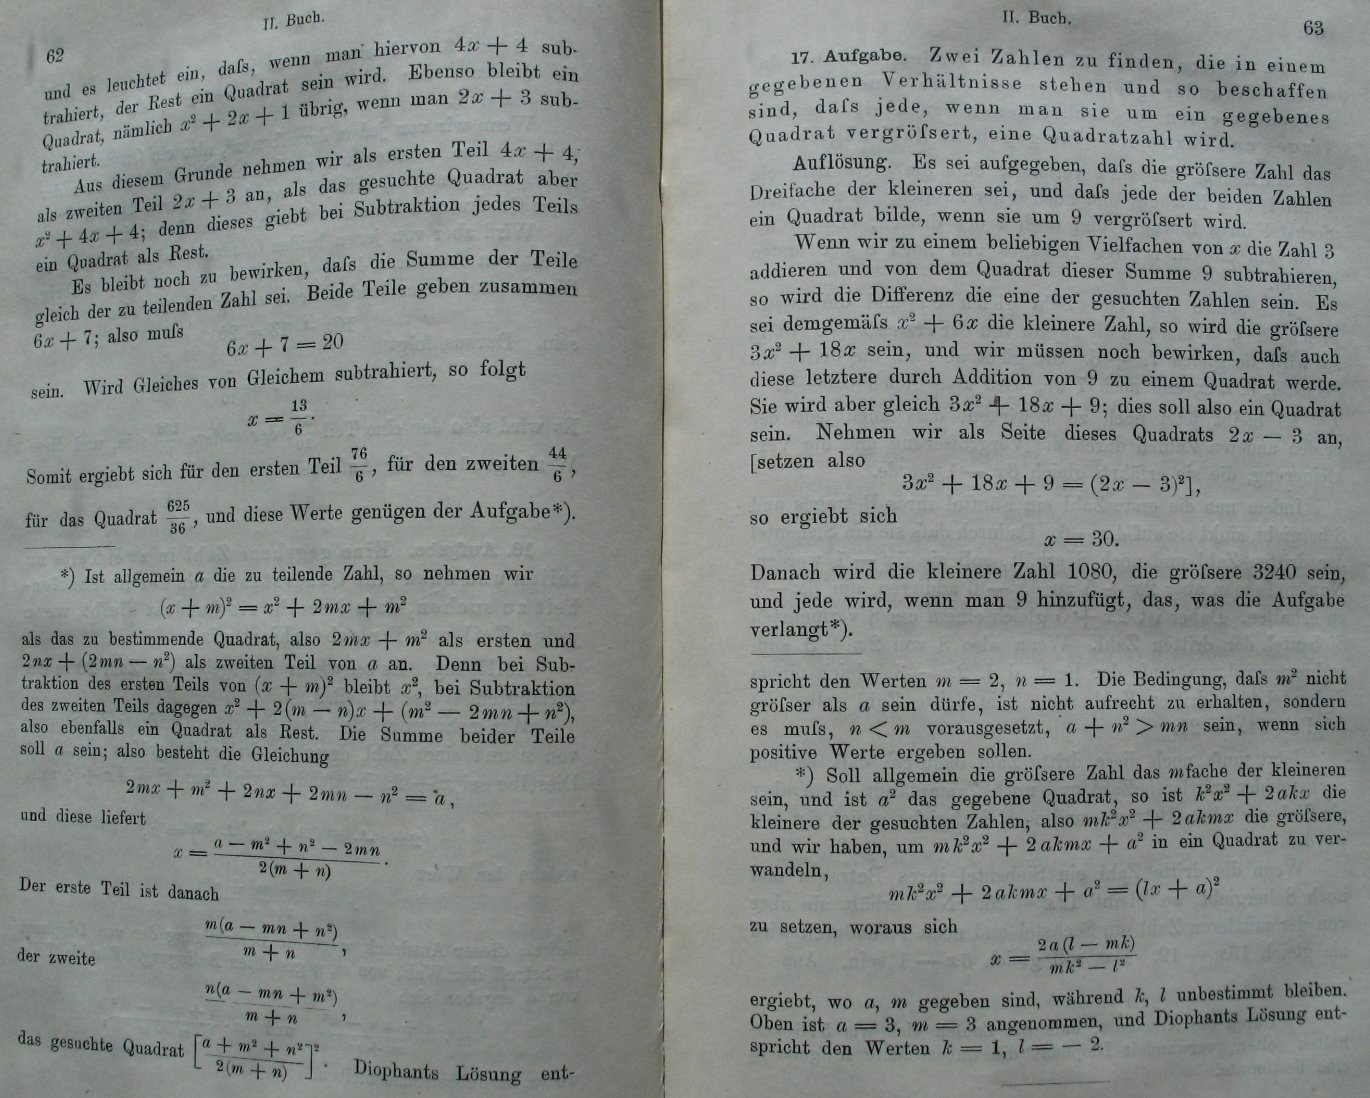 62
II. Buch.
und es leuchtet ein, daſs, wenn man hiervon 4x + 4 sub-
trahiert, der Rest ein Quadrat sein wird. Ebenso bleibt ein
Quadrat, nämlich x² + 2x + 1 übrig, wenn man 2x + 3 sub-
trahiert.
Aus diesem Grunde nehmen wir als ersten Teil 4x + 4,
als zweiten Teil 2x + 3 an, als das gesuchte Quadrat aber
x² + 4x + 4; denn dieses giebt bei Subtraktion jedes Teils
ein Quadrat als Rest.
Es bleibt noch zu bewirken, daſs die Summe der Teile
gleich der zu teilenden Zahl sei. Beide Teile geben zusammen
6x + 7; also muſs
6x + 7 = 20
sein. Wird Gleiches von Gleichem subtrahiert, so folgt
x = 13/6.
Somit ergiebt sich für den ersten Teil 76/6, für den zweiten 44/6,
für das Quadrat 625/36, und diese Werte genügen der Aufgabe*).
*) Ist allgemein a die zu teilende Zahl, so nehmen wir
(x + m)² = x² + 2mx + m²
als das zu bestimmende Quadrat, also 2mx + m² als ersten und
2nx + (2mn — n²) als zweiten Teil von a an. Denn bei Sub-
traktion des ersten Teils von (x + m)² bleibt x², bei Subtraktion
des zweiten Teils dagegen x² + 2(m — n)x + (m² — 2mn + n²),
also ebenfalls ein Quadrat als Rest. Die Summe beider Teile
soll a sein; also besteht die Gleichung
2mx + m² + 2nx + 2mn — n² = a,
und diese liefert
x = (a — m² + n² — 2mn)/(2(m + n)).
Der erste Teil ist danach
m(a — mn + n²)/(m + n),
der zweite
n(a — mn + m²)/(m + n),
das gesuchte Quadrat [(a + m² + n²)/(2(m + n))]². Diophants Lösung ent-
II. Buch.
63
17. Aufgabe. Zwei Zahlen zu finden, die in einem
gegebenen Verhältnisse stehen und so beschaffen
sind, daſs jede, wenn man sie um ein gegebenes
Quadrat vergröſsert, eine Quadratzahl wird.
Auflösung. Es sei aufgegeben, daſs die gröſsere Zahl das
Dreifache der kleineren sei, und daſs jede der beiden Zahlen
ein Quadrat bilde, wenn sie um 9 vergröſsert wird.
Wenn wir zu einem beliebigen Vielfachen von x die Zahl 3
addieren und von dem Quadrat dieser Summe 9 subtrahieren,
so wird die Differenz die eine der gesuchten Zahlen sein. Es
sei demgemäſs x² + 6x die kleinere Zahl, so wird die gröſsere
3x² + 18x sein, und wir müssen noch bewirken, daſs auch
diese letztere durch Addition von 9 zu einem Quadrat werde.
Sie wird aber gleich 3x² + 18x + 9; dies soll also ein Quadrat
sein. Nehmen wir als Seite dieses Quadrats 2x — 3 an,
[setzen also
3x² + 18x + 9 = (2x — 3)²],
so ergiebt sich
x = 30.
Danach wird die kleinere Zahl 1080, die gröſsere 3240 sein,
und jede wird, wenn man 9 hinzufügt, das, was die Aufgabe
verlangt*).
spricht den Werten m = 2, n = 1. Die Bedingung, daſs m² nicht
gröſser als a sein dürfe, ist nicht aufrecht zu erhalten, sondern
es muſs, n < m vorausgesetzt, a + n² > mn sein, wenn sich
positive Werte ergeben sollen.
*) Soll allgemein die gröſsere Zahl das mfache der kleineren
sein, und ist a² das gegebene Quadrat, so ist k²x² + 2akx die
kleinere der gesuchten Zahlen, also mk²x² + 2akmx die gröſsere,
und wir haben, um mk²x² + 2akmx + a² in ein Quadrat zu ver-
wandeln,
mk²x² + 2akmx + a² = (lx + a)²
zu setzen, woraus sich
x = 2a(l — mk)/(mk² — l²)
ergiebt, wo a, m gegeben sind, während k, l unbestimmt bleiben.
Oben ist a = 3, m = 3 angenommen, und Diophants Lösung ent-
spricht den Werten k = 1, l = — 2.